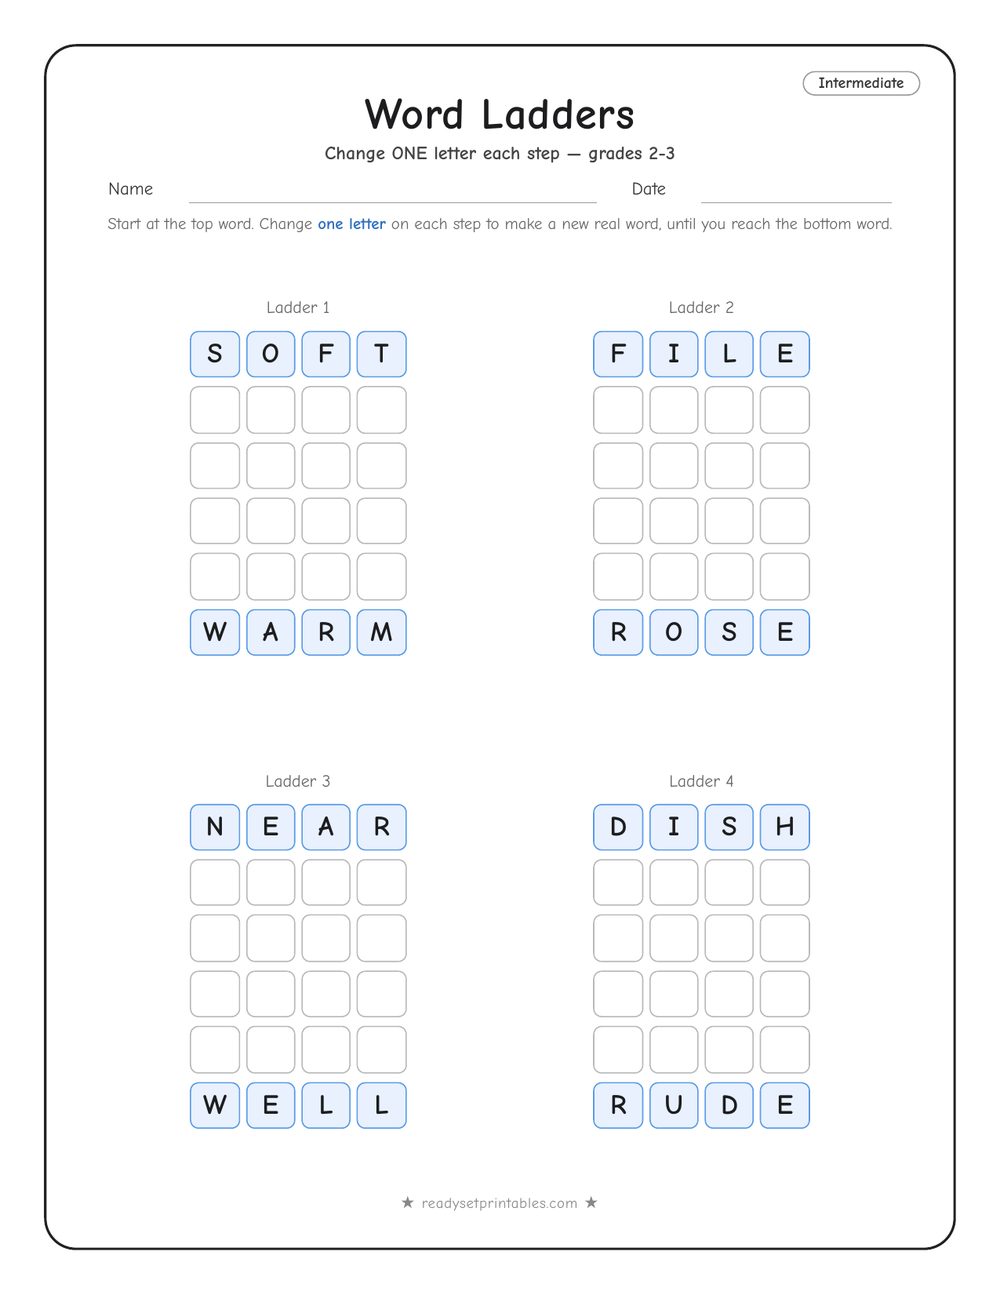 Intermediate
Word Ladders
Change ONE letter each step — grades 2-3
Name Date
Start at the top word. Change one letter on each step to make a new real word, until you reach the bottom word.
Ladder 1
S O F T
W A R M
Ladder 2
F I L E
R O S E
Ladder 3
N E A R
W E L L
Ladder 4
D I S H
R U D E
★ readysetprintables.com ★